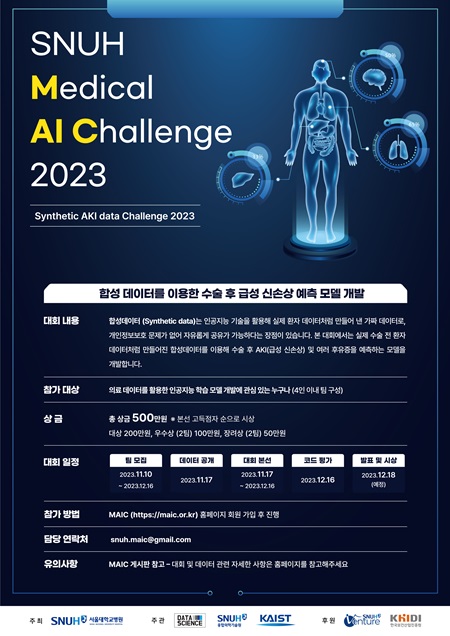 SNUH
Medical
AI Challenge
2023
Synthetic AKI data Challenge 2023
합성 데이터를 이용한 수술 후 급성 신손상 예측 모델 개발
대회 내용
합성데이터 (Synthetic data)는 인공지능 기술을 활용해 실제 환자 데이터처럼 만들어 낸 가짜 데이터로,
개인정보보호 문제가 없어 자유롭게 공유가 가능하다는 장점이 있습니다. 본 대회에서는 실제 수술 전 환자
데이터처럼 만들어진 합성데이터를 이용해 수술 후 AKI(급성 신손상) 및 여러 후유증을 예측하는 모델을
개발합니다.
참가 대상
의료 데이터를 활용한 인공지능 학습 모델 개발에 관심 있는 누구나 (4인 이내 팀 구성)
상 금
총 상금 500만원 ※ 본선 고득점자 순으로 시상
대상 200만원, 우수상 (2팀) 100만원, 장려상 (2팀) 50만원
대회 일정
팀 모집
2023.11.10
~ 2023.12.16
데이터 공개
2023.11.17
대회 본선
2023.11.17
~ 2023.12.16
코드 평가
2023.12.16
발표 및 시상
2023.12.18
(예정)
참가 방법
MAIC (https://maic.or.kr) 홈페이지 회원 가입 후 진행
담당 연락처
snuh.maic@gmail.com
유의사항
MAIC 게시판 참고 – 대회 및 데이터 관련 자세한 사항은 홈페이지를 참고해주세요
주 최
SNUH 서울대학교병원
주 관
DATA SCIENCE
SNUH 융합의학기술원
KAIST
후 원
SNUH Venture
KHIDI 한국보건산업진흥원